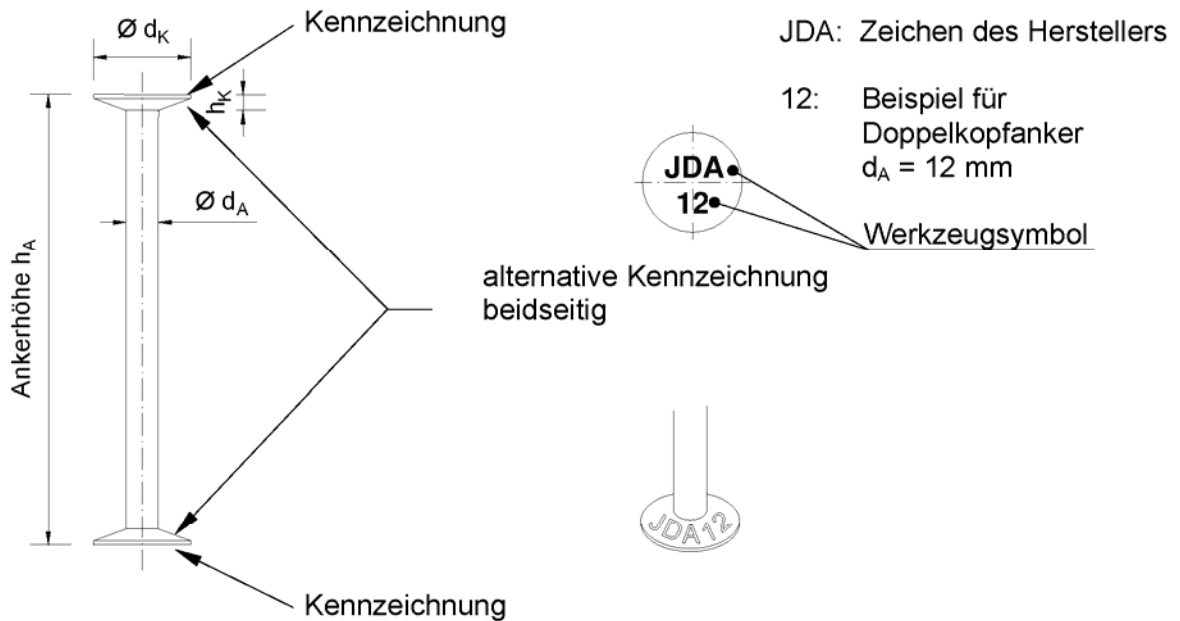 Ø dK
Kennzeichnung
hK
Ankerhöhe hA
Ø dA
alternative Kennzeichnung
beidseitig
Kennzeichnung
JDA: Zeichen des Herstellers
12: Beispiel für
Doppelkopfanker
dA = 12 mm
JDA
12
Werkzeugsymbol
JDA12